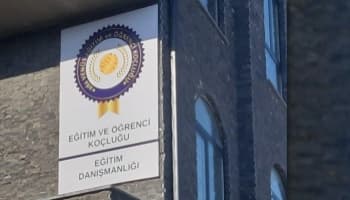 EĞİTİM VE ÖĞRENCİ
KOÇLUĞU
EĞİTİM
DANIŞMANLIĞI